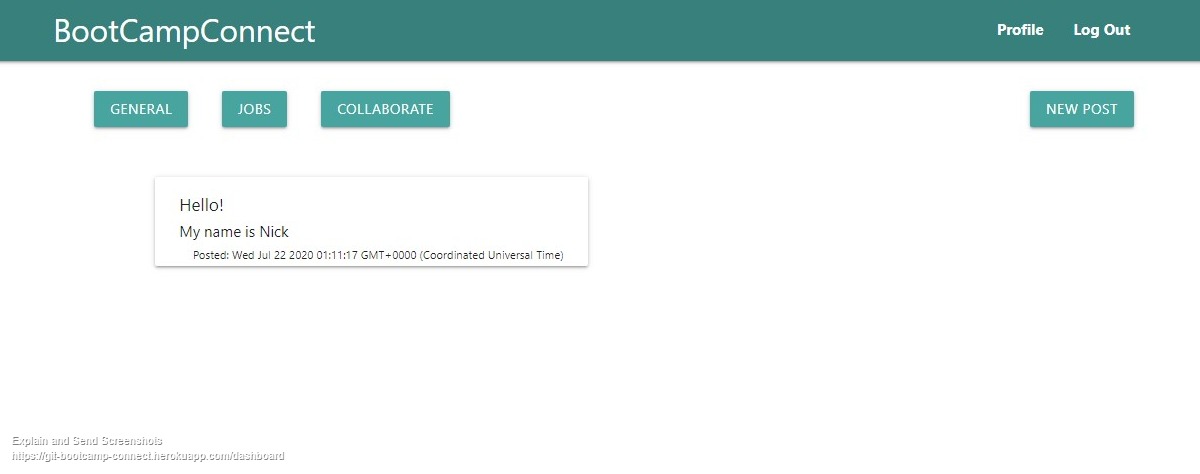 BootCampConnect
Profile
Log Out
GENERAL
JOBS
COLLABORATE
NEW POST
Hello!
My name is Nick
Posted: Wed Jul 22 2020 01:11:17 GMT+0000 (Coordinated Universal Time)
Explain and Send Screenshots
https://git-bootcamp-connect.herokuapp.com/dashboard